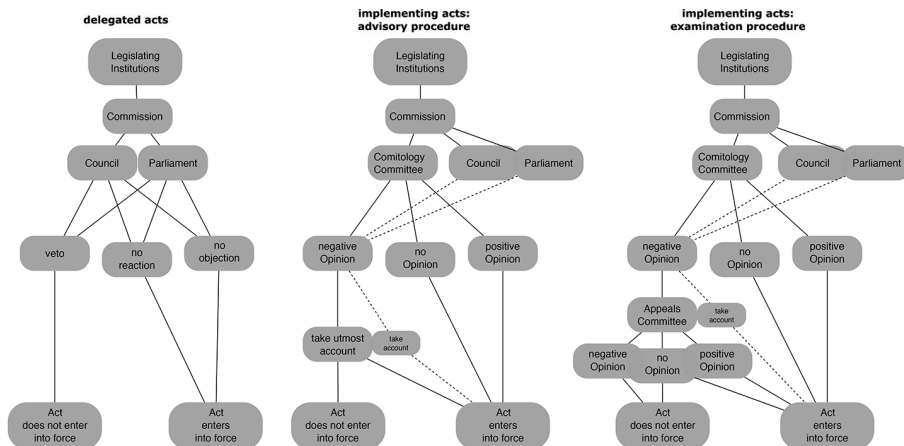 delegated acts
Legislating
Institutions
Commission
Council
Parliament
veto
no
reaction
no
objection
Act
does not enter
into force
Act
enters
into force
implementing acts:
advisory procedure
Legislating
Institutions
Commission
Comitology
Committee
Council
Parliament
negative
Opinion
no
Opinion
positive
Opinion
take utmost
account
take
account
Act
does not enter
into force
Act
enters
into force
implementing acts:
examination procedure
Legislating
Institutions
Commission
Comitology
Committee
Council
Parliament
negative
Opinion
no
Opinion
positive
Opinion
Appeals
Committee
take
account
negative
Opinion
no
Opinion
positive
Opinion
Act
does not enter
into force
Act
enters
into force